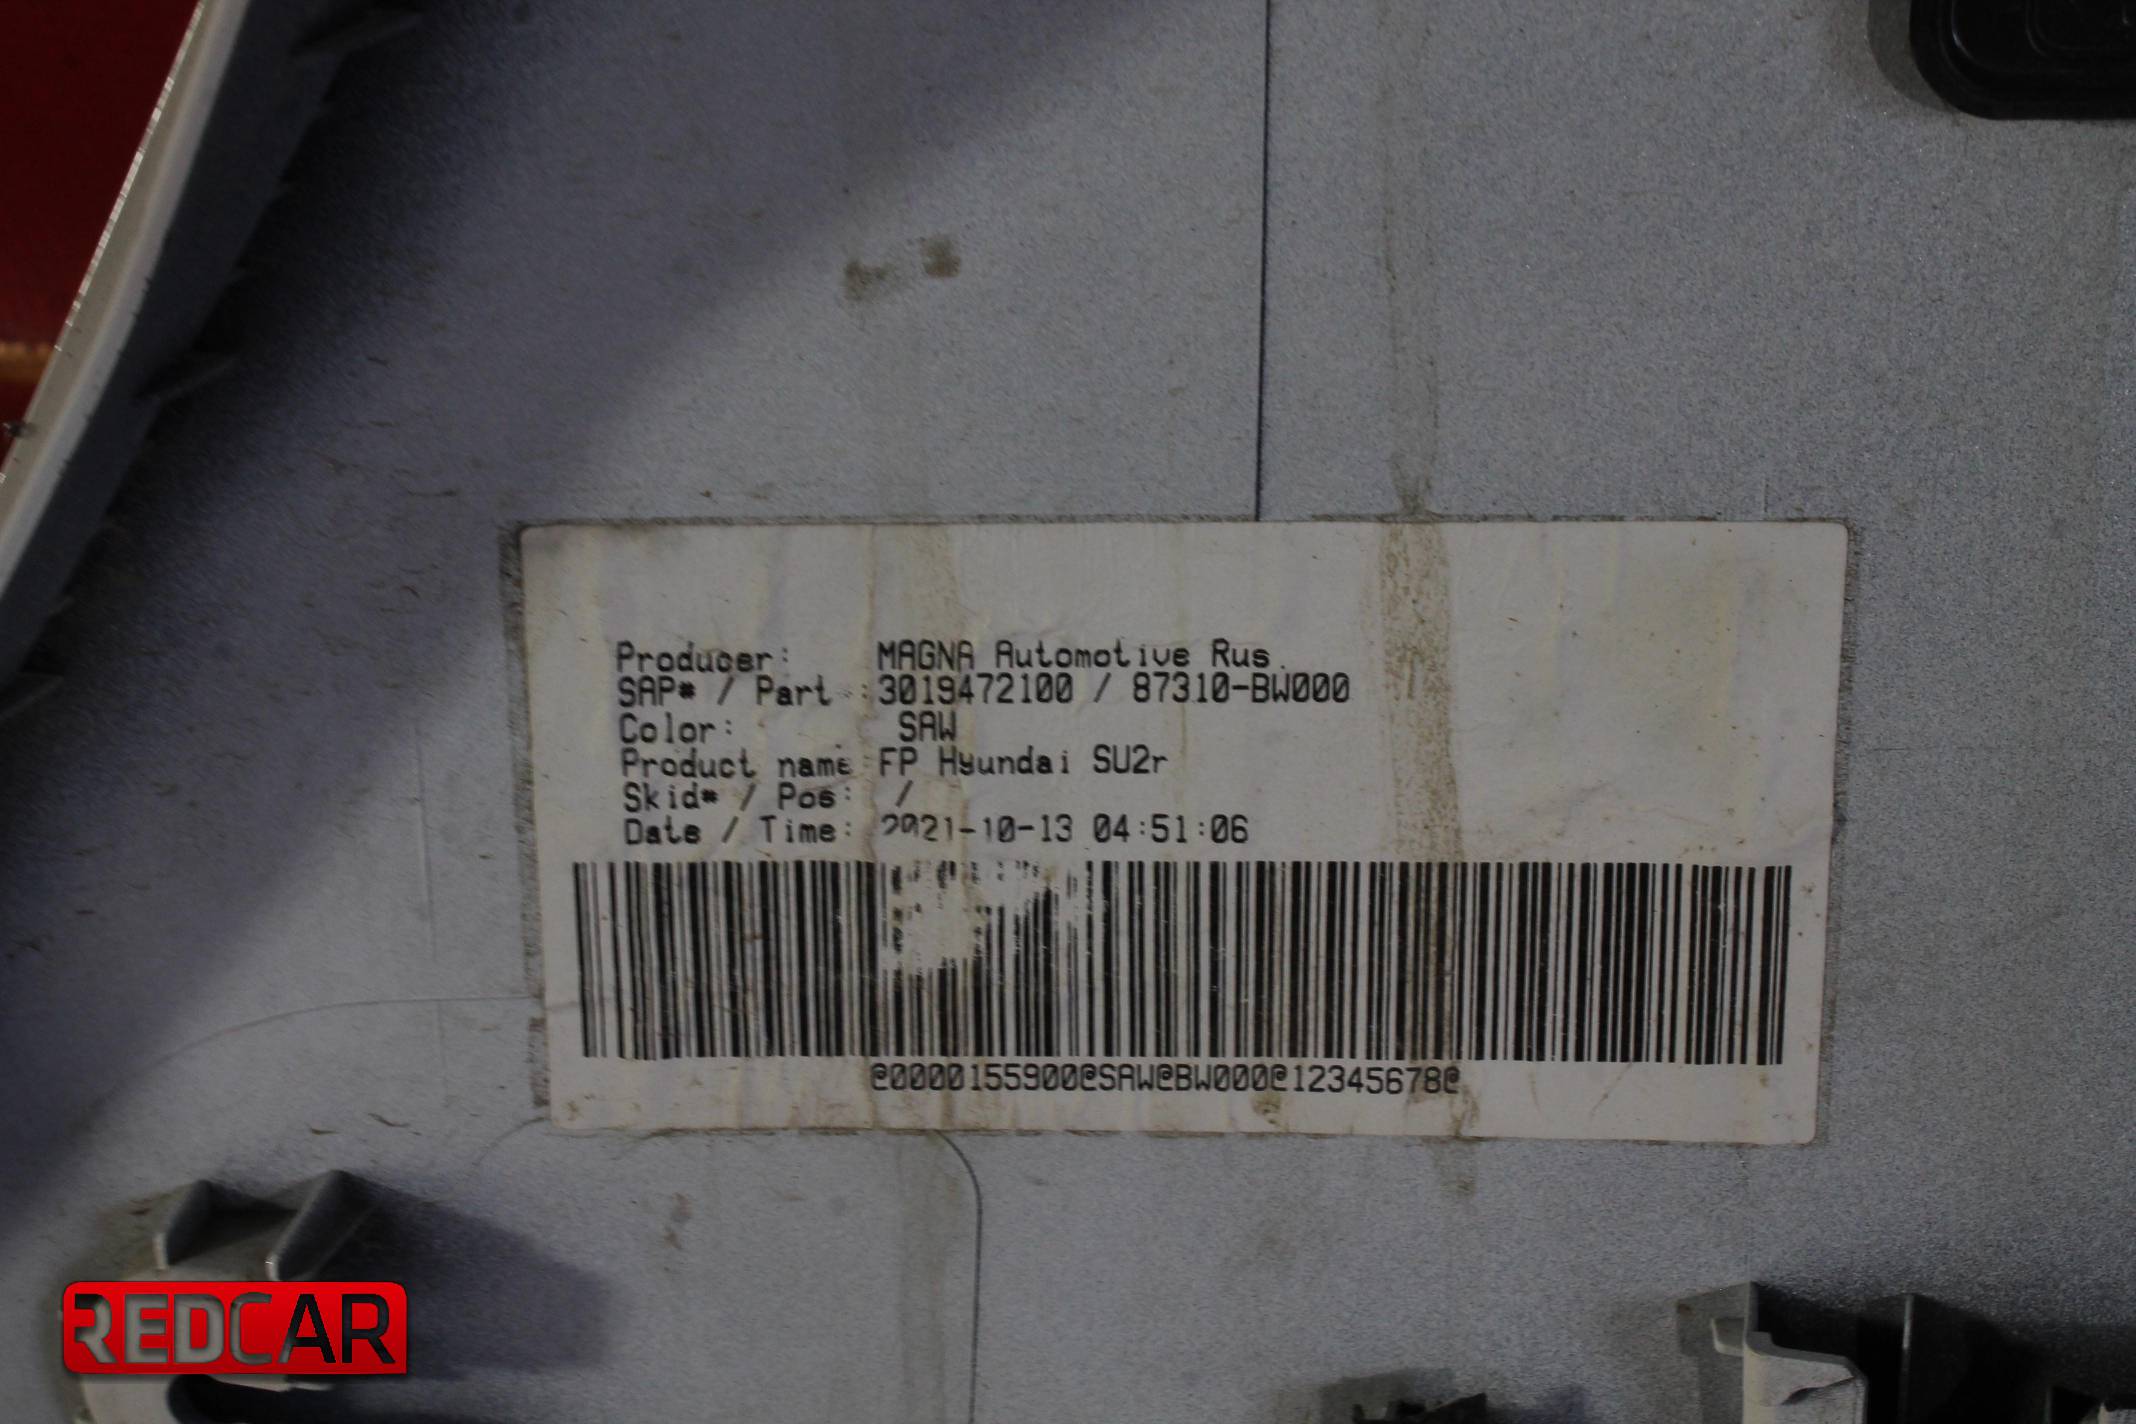 Producer: MAGNA Automotive Rus.
SAP# / Part : 3019472100 / 87310-BW000
Color: SAW
Product name FP Hyundai SU2r
Skid# / Pos: /
Date / Time: 2021-10-13 04:51:06
@0000155900@SAW@BW000@12345678@
REDCAR